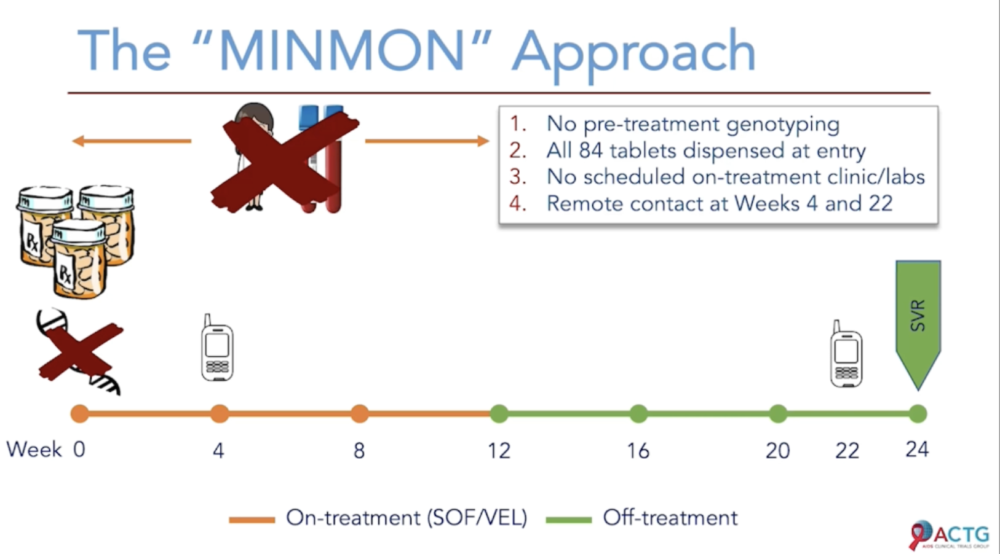 The “MINMON” Approach
1. No pre-treatment genotyping
2. All 84 tablets dispensed at entry
3. No scheduled on-treatment clinic/labs
4. Remote contact at Weeks 4 and 22
Rx
Rx
SVR
Week 0 4 8 12 16 20 22 24
On-treatment (SOF/VEL) Off-treatment
ACTG
AIDS CLINICAL TRIALS GROUP